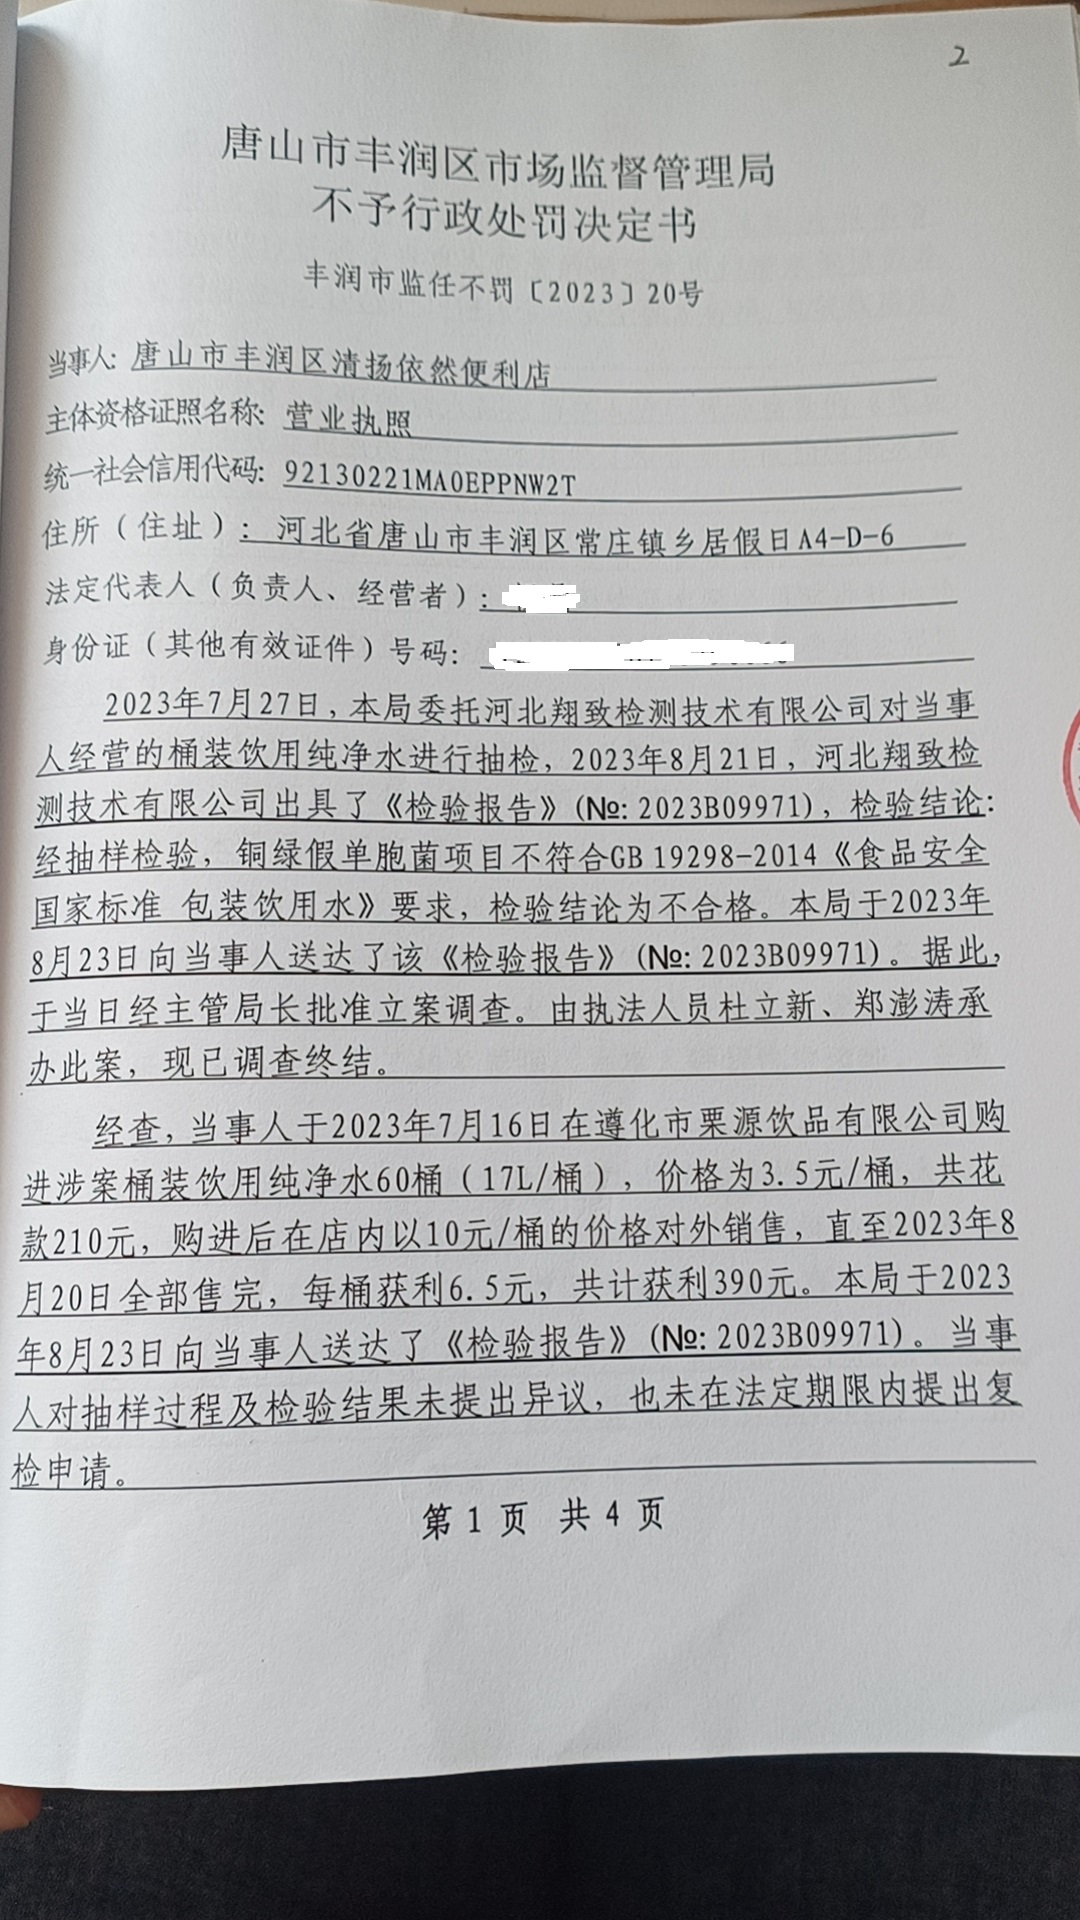 2
唐山市丰润区市场监督管理局
不予行政处罚决定书
丰润市监任不罚〔2023〕20号
当事人: 唐山市丰润区清扬依然便利店
主体资格证照名称: 营业执照
统一社会信用代码: 92130221MA0EPPNW2T
住所(住址): 河北省唐山市丰润区常庄镇乡居假日A4-D-6
法定代表人(负责人、经营者):
身份证(其他有效证件)号码:
2023年7月27日,本局委托河北翔致检测技术有限公司对当事
人经营的桶装饮用纯净水进行抽检，2023年8月21日，河北翔致检
测技术有限公司出具了《检验报告》(№: 2023B09971)，检验结论:
经抽样检验，铜绿假单胞菌项目不符合GB 19298-2014《食品安全
国家标准 包装饮用水》要求，检验结论为不合格。本局于2023年
8月23日向当事人送达了该《检验报告》(№: 2023B09971)。据此,
于当日经主管局长批准立案调查。由执法人员杜立新、郑澎涛承
办此案，现已调查终结。
经查,当事人于2023年7月16日在遵化市栗源饮品有限公司购
进涉案桶装饮用纯净水60桶(17L/桶)，价格为3.5元/桶，共花
款210元，购进后在店内以10元/桶的价格对外销售，直至2023年8
月20日全部售完，每桶获利6.5元，共计获利390元。本局于2023
年8月23日向当事人送达了《检验报告》(№: 2023B09971)。当事
人对抽样过程及检验结果未提出异议，也未在法定期限内提出复
检申请。
第 1 页 共 4 页